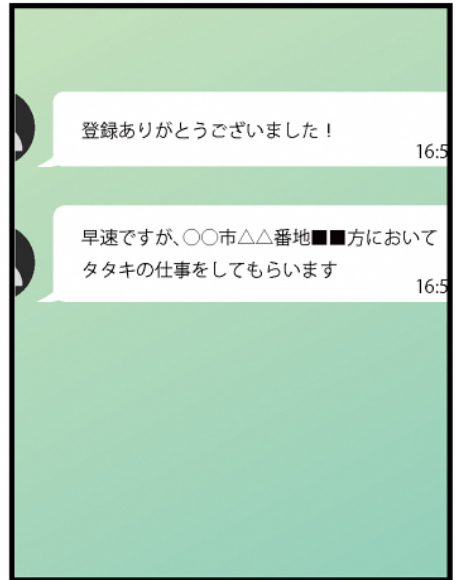 登録ありがとうございました！
16:5
早速ですが、〇〇市△△番地■■方において
タタキの仕事をしてもらいます
16:5